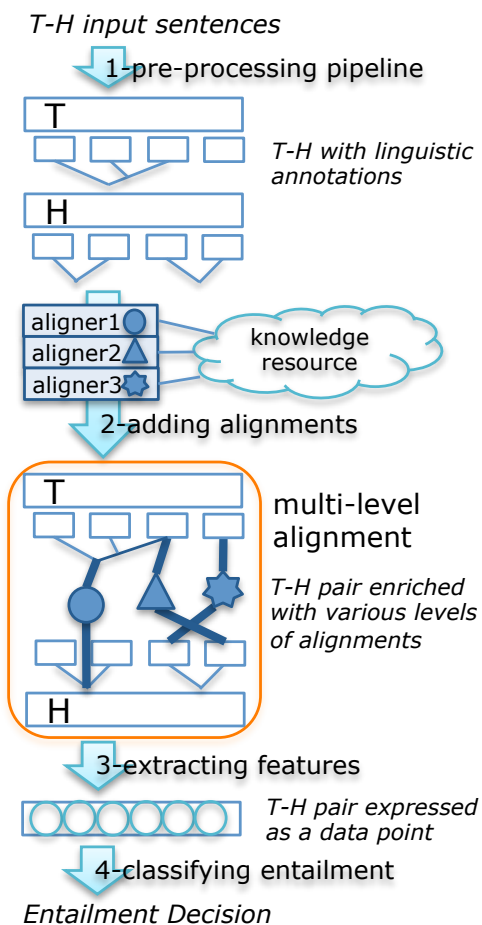 T-H input sentences
1-pre-processing pipeline
T
T-H with linguistic
annotations
H
aligner1
aligner2
aligner3
knowledge
resource
2-adding alignments
T
multi-level
alignment
T-H pair enriched
with various levels
of alignments
H
3-extracting features
T-H pair expressed
as a data point
4-classifying entailment
Entailment Decision